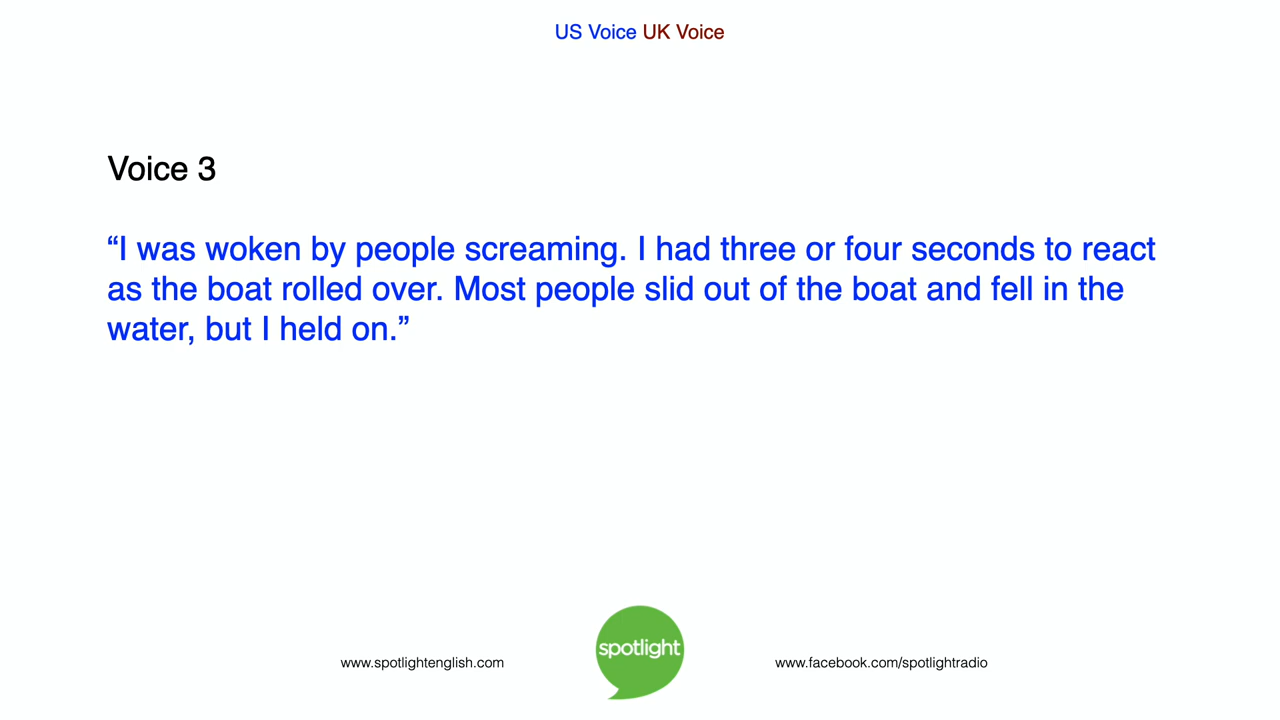 US Voice UK Voice
Voice 3
“I was woken by people screaming. I had three or four seconds to react
as the boat rolled over. Most people slid out of the boat and fell in the
water, but I held on.”
www.spotlightenglish.com
spotlight
www.facebook.com/spotlightradio